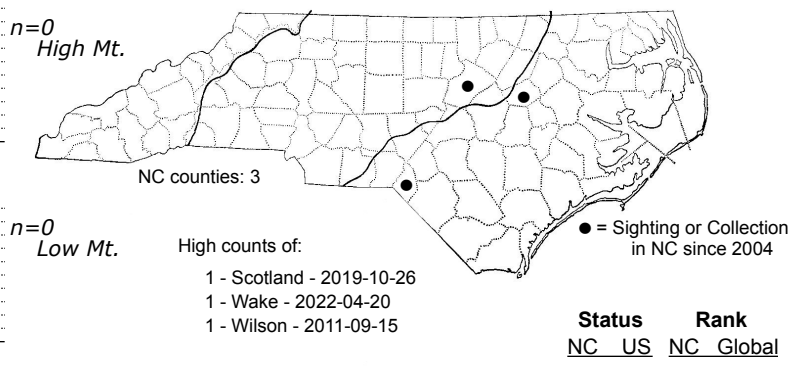 n=0
High Mt.
NC counties: 3
n=0
Low Mt.
High counts of:
1 - Scotland - 2019-10-26
1 - Wake - 2022-04-20
1 - Wilson - 2011-09-15
● = Sighting or Collection
in NC since 2004
Status Rank
NC US NC Global